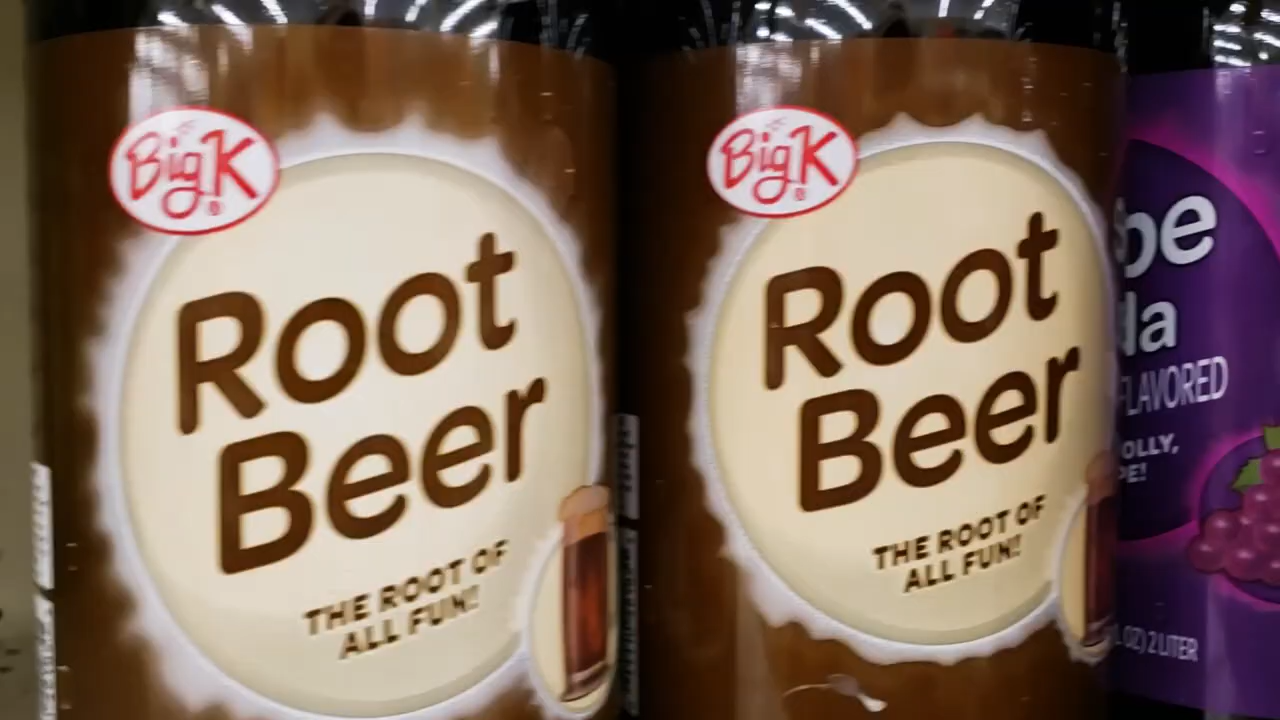 Big K
Root
Beer
THE ROOT OF
ALL FUN!
Big K
Root
Beer
THE ROOT OF
ALL FUN!
FLAVORED
OZ) 2 LITER